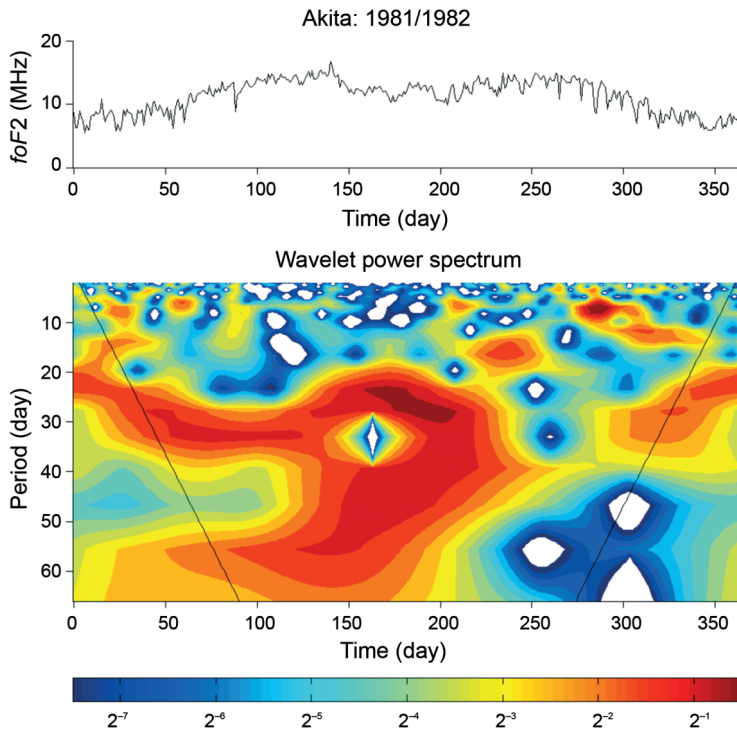 Akita: 1981/1982
foF2 (MHz)
20
10
0
0 50 100 150 200 250 300 350
Time (day)
Wavelet power spectrum
Period (day)
10
20
30
40
50
60
0 50 100 150 200 250 300 350
Time (day)
2⁻⁷ 2⁻⁶ 2⁻⁵ 2⁻⁴ 2⁻³ 2⁻² 2⁻¹